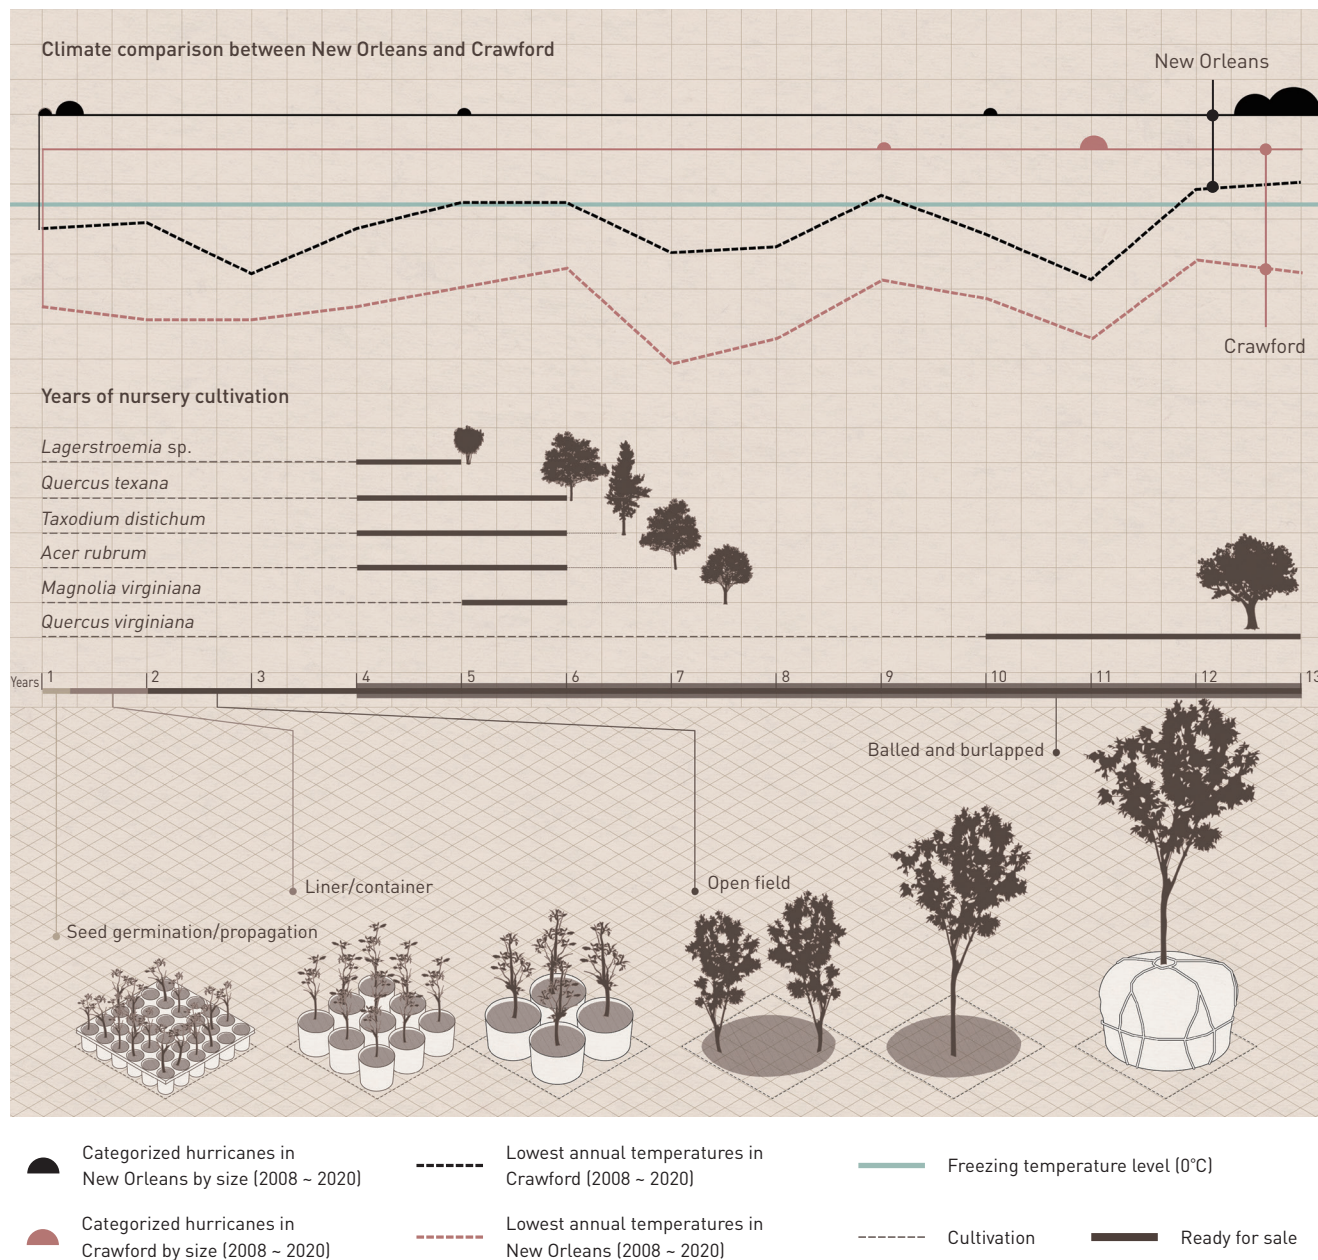 Climate comparison between New Orleans and Crawford
New Orleans
Crawford
Years of nursery cultivation
Lagerstroemia sp.
Quercus texana
Taxodium distichum
Acer rubrum
Magnolia virginiana
Quercus virginiana
Years 1 2 3 4 5 6 7 8 9 10 11 12 13
Balled and burlapped
Open field
Liner/container
Seed germination/propagation
Categorized hurricanes in
New Orleans by size (2008 ~ 2020)
Lowest annual temperatures in
Crawford (2008 ~ 2020)
Freezing temperature level (0°C)
Categorized hurricanes in
Crawford by size (2008 ~ 2020)
Lowest annual temperatures in
New Orleans (2008 ~ 2020)
Cultivation
Ready for sale